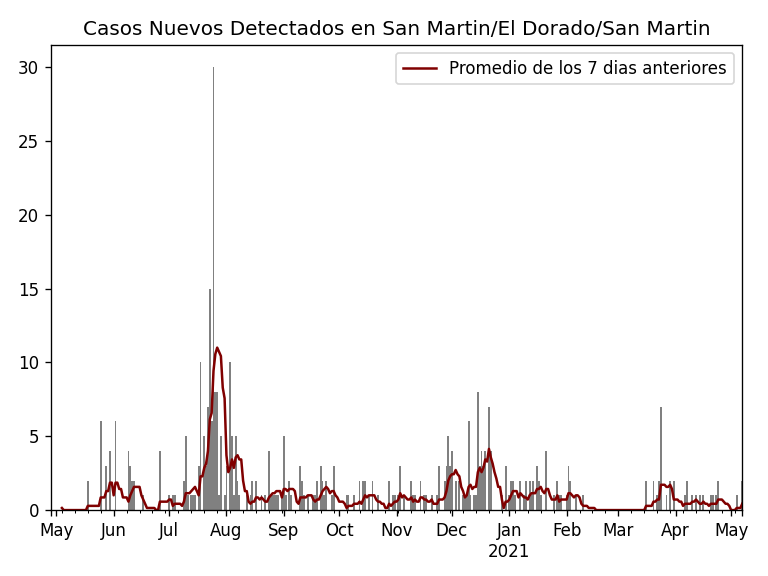 Casos Nuevos Detectados en San Martin/El Dorado/San Martin
Promedio de los 7 dias anteriores
30
25
20
15
10
5
0
May Jun Jul Aug Sep Oct Nov Dec Jan Feb Mar Apr May
2021